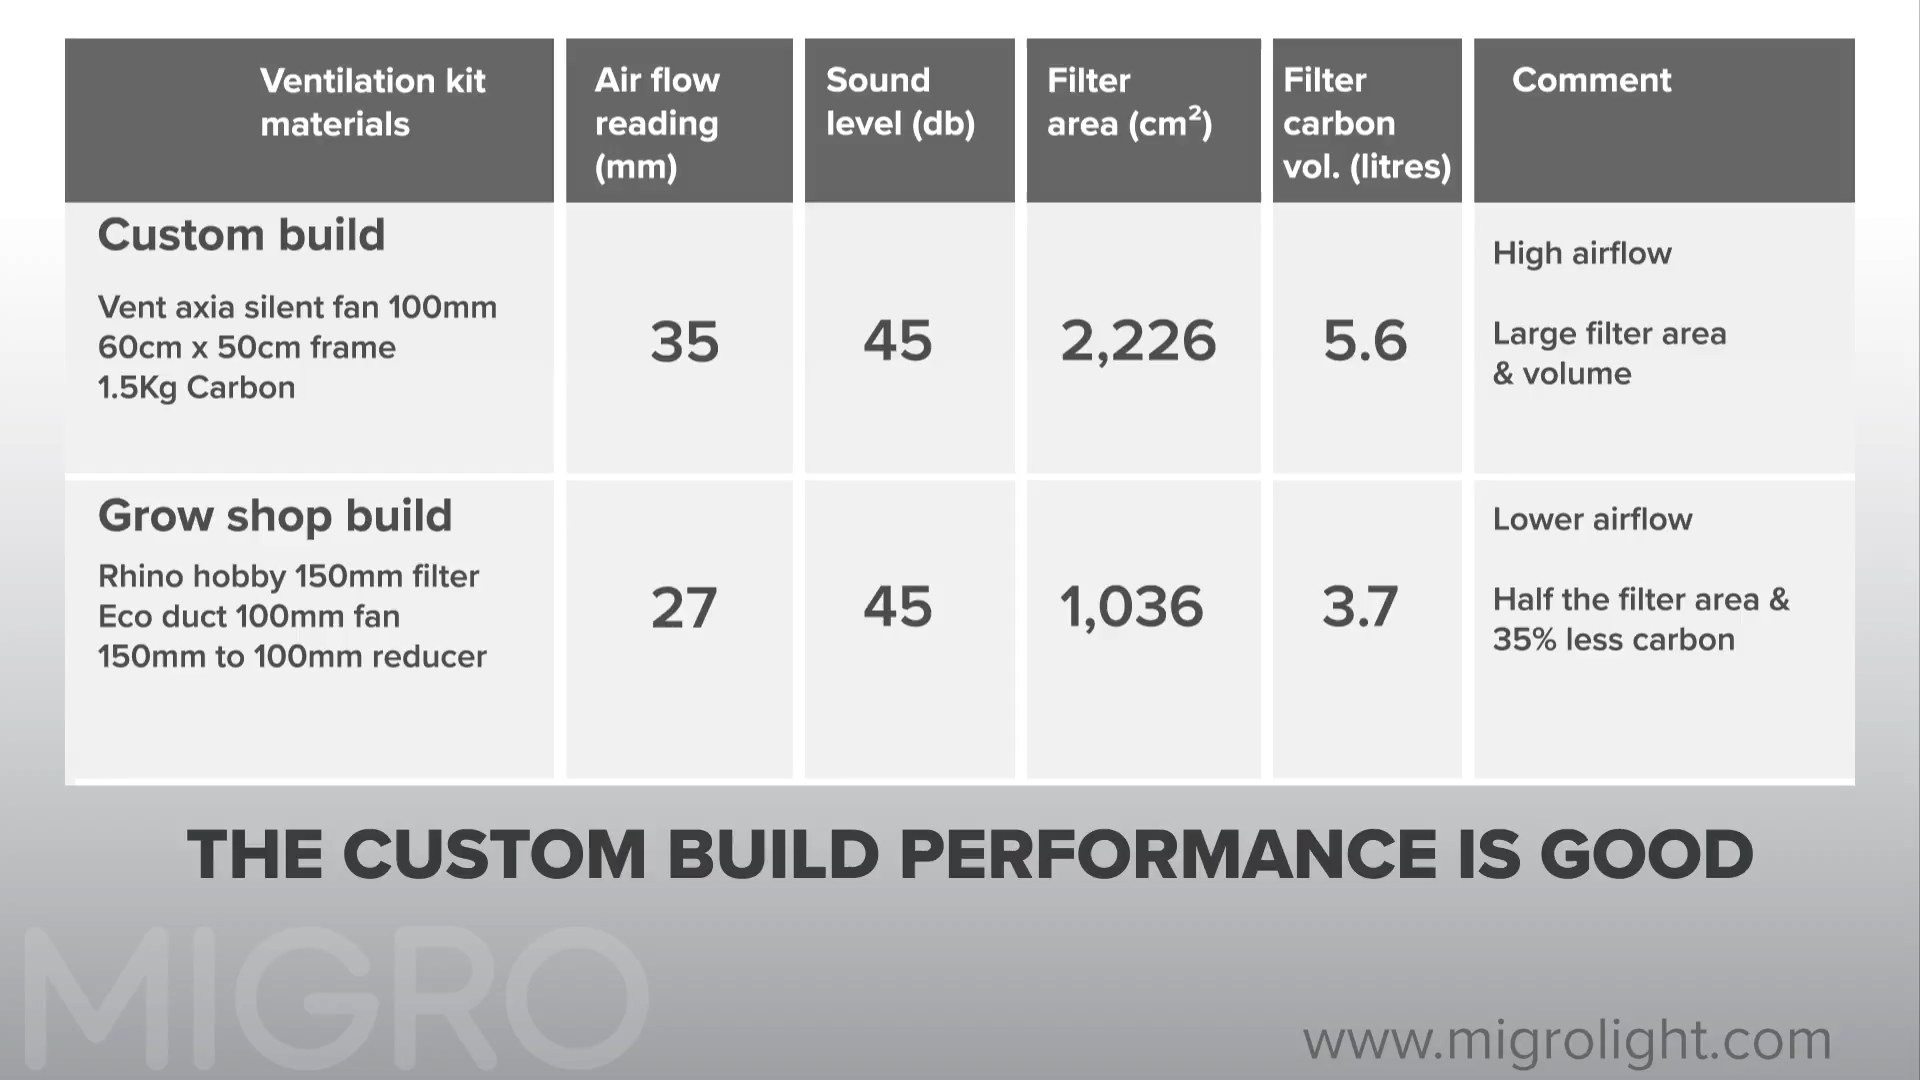 Ventilation kit
materials
Air flow
reading
(mm)
Sound
level (db)
Filter
area (cm²)
Filter
carbon
vol. (litres)
Comment
Custom build
Vent axia silent fan 100mm
60cm x 50cm frame
1.5Kg Carbon
35
45
2,226
5.6
High airflow
Large filter area
& volume
Grow shop build
Rhino hobby 150mm filter
Eco duct 100mm fan
150mm to 100mm reducer
27
45
1,036
3.7
Lower airflow
Half the filter area &
35% less carbon
THE CUSTOM BUILD PERFORMANCE IS GOOD
MIGRO
www.migrolight.com